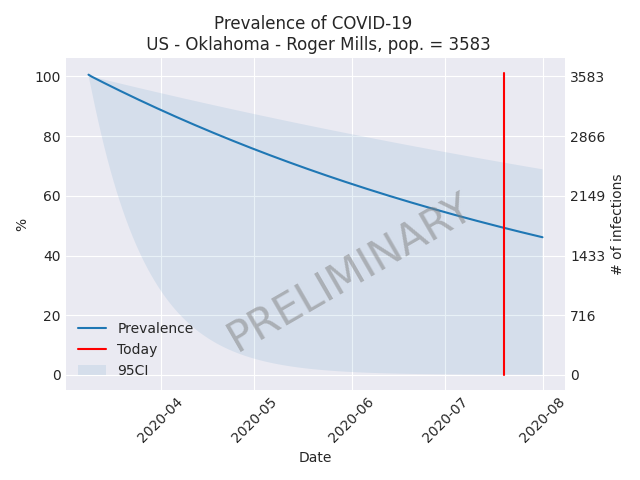 Prevalence of COVID-19
US - Oklahoma - Roger Mills, pop. = 3583
100
80
60
40
20
0
%
3583
2866
2149
1433
716
0
# of infections
PRELIMINARY
Prevalence
Today
95CI
2020-04
2020-05
2020-06
2020-07
2020-08
Date